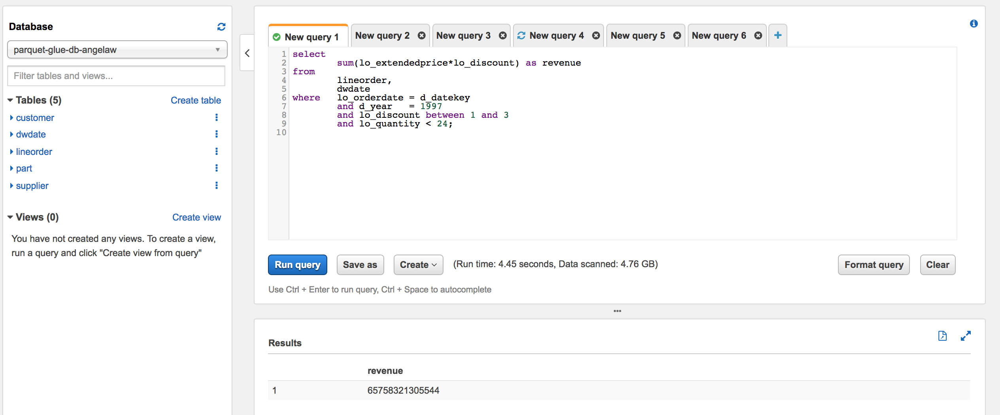 Database
parquet-glue-db-angelaw
Filter tables and views...
Tables (5) Create table
customer
dwdate
lineorder
part
supplier
Views (0) Create view
You have not created any views. To create a view,
run a query and click "Create view from query"
New query 1 New query 2 New query 3 New query 4 New query 5 New query 6
1 select
2 sum(lo_extendedprice*lo_discount) as revenue
3 from
4 lineorder,
5 dwdate
6 where lo_orderdate = d_datekey
7 and d_year = 1997
8 and lo_discount between 1 and 3
9 and lo_quantity < 24;
10
Run query Save as Create (Run time: 4.45 seconds, Data scanned: 4.76 GB) Format query Clear
Use Ctrl + Enter to run query, Ctrl + Space to autocomplete
Results
revenue
1 65758321305544